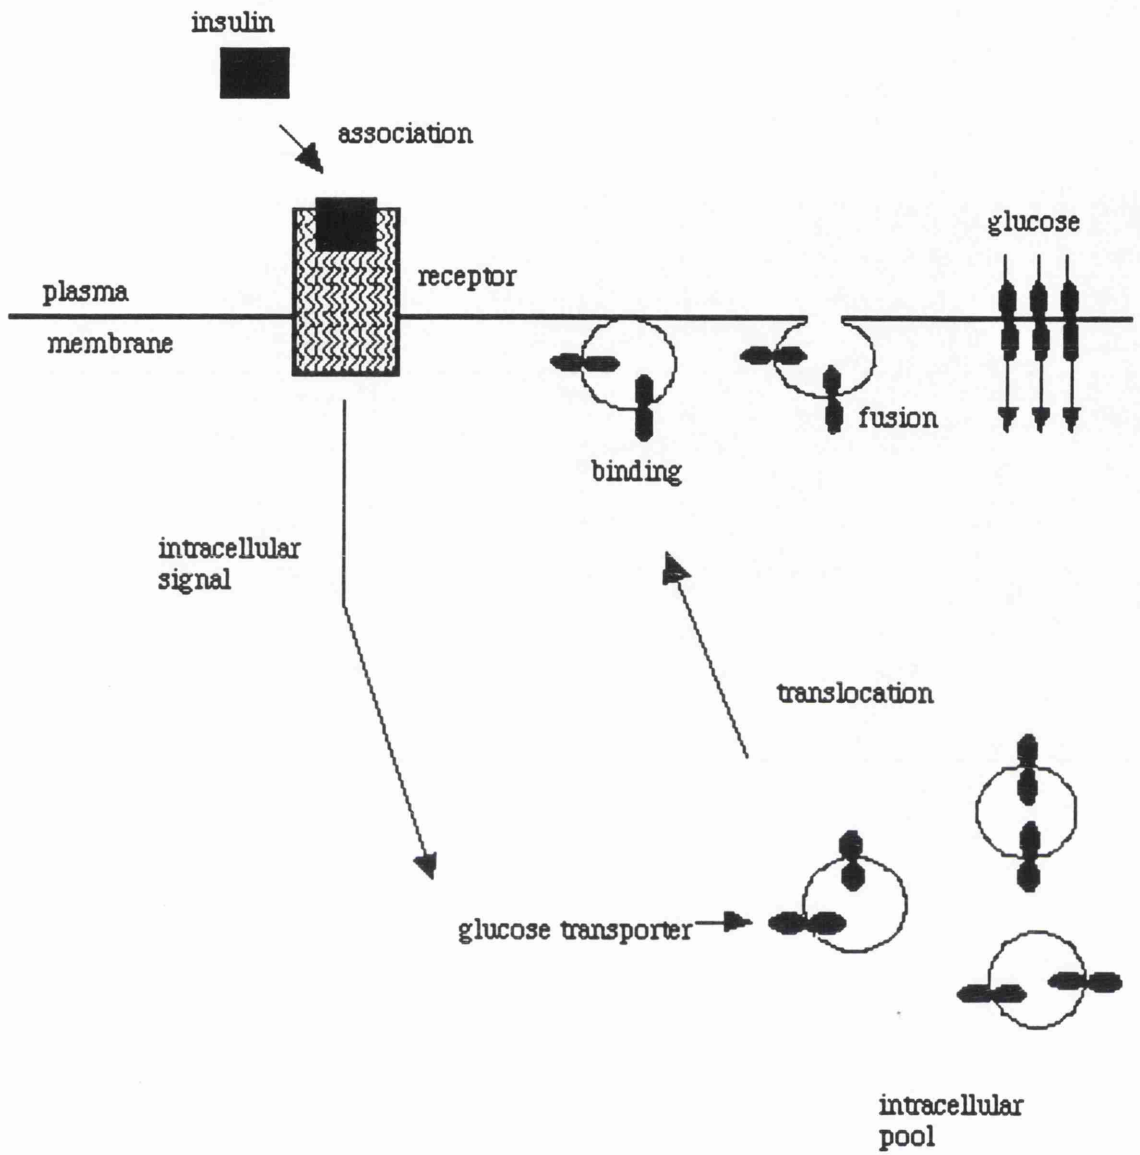 insulin
association
glucose
receptor
plasma
membrane
fusion
binding
intracellular
signal
translocation
glucose transporter
intracellular
pool